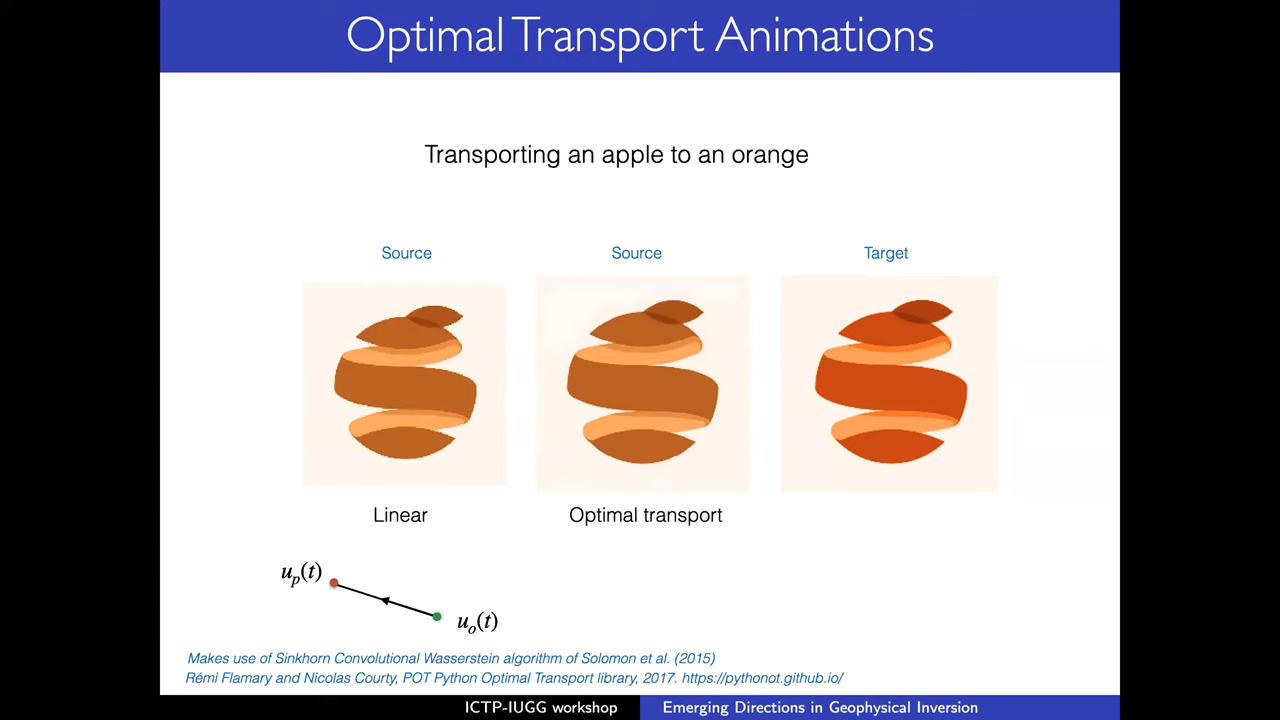 Optimal Transport Animations
Transporting an apple to an orange
Source
Source
Target
Linear
Optimal transport
uₚ(t)
uₒ(t)
Makes use of Sinkhorn Convolutional Wasserstein algorithm of Solomon et al. (2015)
Rémi Flamary and Nicolas Courty, POT Python Optimal Transport library, 2017. https://pythonot.github.io/
ICTP-IUGG workshop
Emerging Directions in Geophysical Inversion